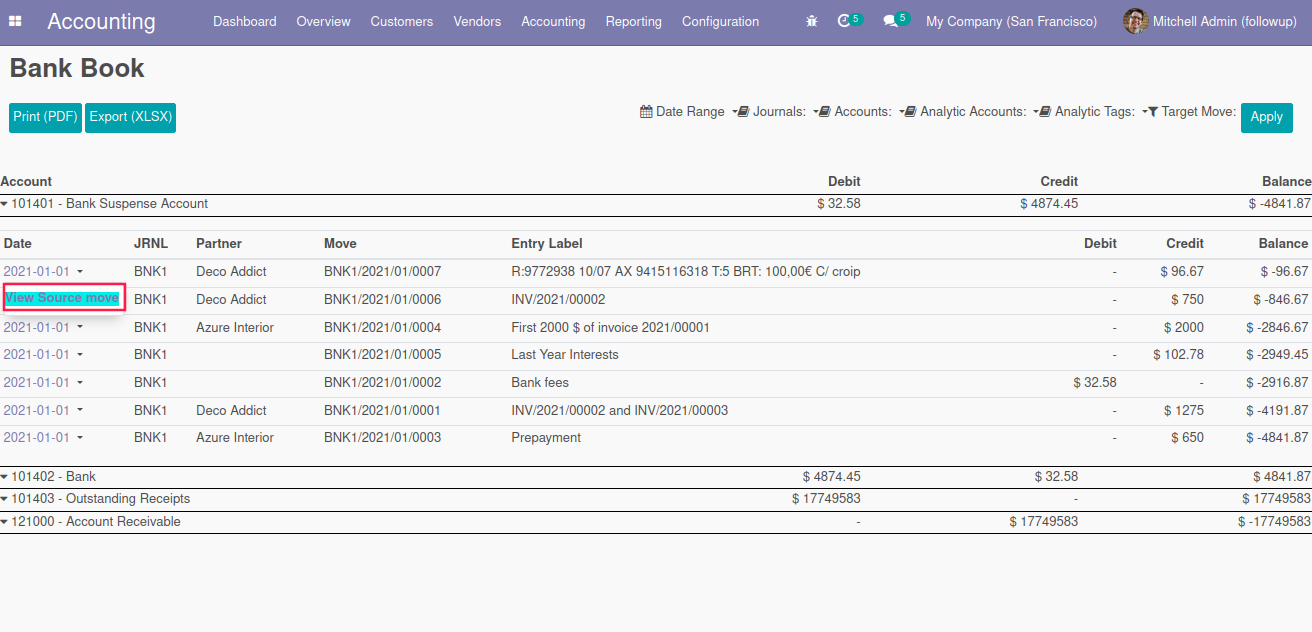 Accounting Dashboard Overview Customers Vendors Accounting Reporting Configuration 5 5 My Company (San Francisco) Mitchell Admin (followup)
Bank Book
Print (PDF) Export (XLSX) Date Range Journals: Accounts: Analytic Accounts: Analytic Tags: Target Move: Apply
Account Debit Credit Balance
101401 - Bank Suspense Account $ 32.58 $ 4874.45 $ -4841.87
Date JRNL Partner Move Entry Label Debit Credit Balance
2021-01-01 BNK1 Deco Addict BNK1/2021/01/0007 R:9772938 10/07 AX 9415116318 T:5 BRT: 100,00€ C/ croip - $ 96.67 $ -96.67
View Source move BNK1 Deco Addict BNK1/2021/01/0006 INV/2021/00002 - $ 750 $ -846.67
2021-01-01 BNK1 Azure Interior BNK1/2021/01/0004 First 2000 $ of invoice 2021/00001 - $ 2000 $ -2846.67
2021-01-01 BNK1 BNK1/2021/01/0005 Last Year Interests - $ 102.78 $ -2949.45
2021-01-01 BNK1 BNK1/2021/01/0002 Bank fees $ 32.58 - $ -2916.87
2021-01-01 BNK1 Deco Addict BNK1/2021/01/0001 INV/2021/00002 and INV/2021/00003 - $ 1275 $ -4191.87
2021-01-01 BNK1 Azure Interior BNK1/2021/01/0003 Prepayment - $ 650 $ -4841.87
101402 - Bank $ 4874.45 $ 32.58 $ 4841.87
101403 - Outstanding Receipts $ 17749583 - $ 17749583
121000 - Account Receivable - $ 17749583 $ -17749583